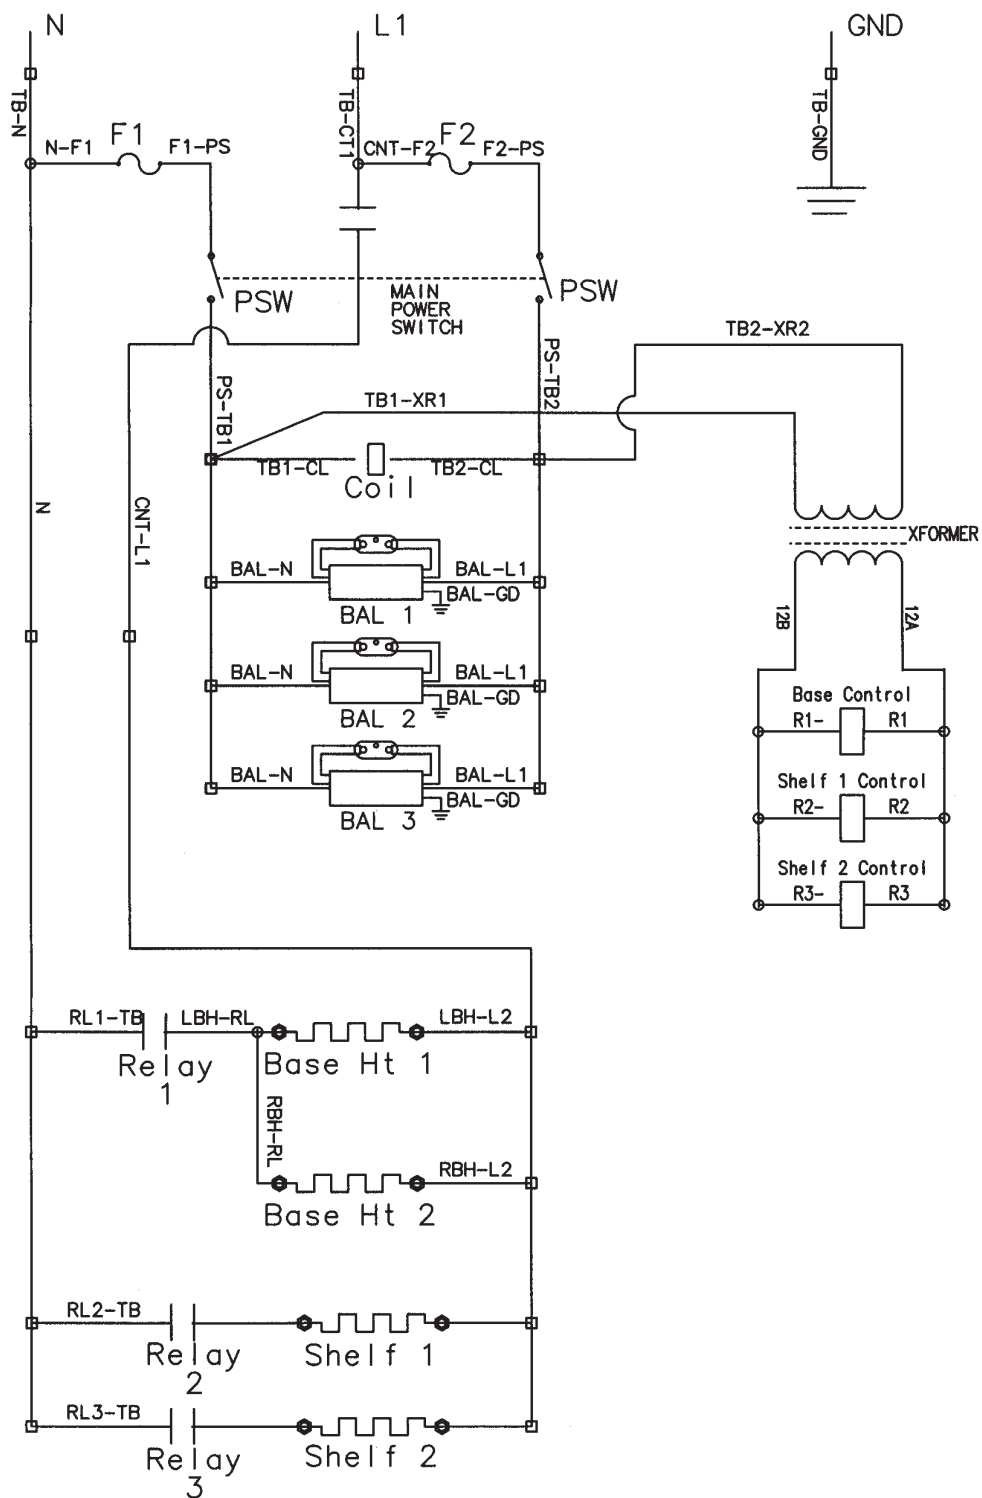 N
L1
GND
TB-N
TB-CT1
TB-GND
N-F1
F1
F1-PS
CNT-F2
F2
F2-PS
PSW
MAIN
POWER
SWITCH
PSW
TB2-XR2
PS-TB1
PS-TB2
TB1-XR1
TB1-CL
Coil
TB2-CL
N
CNT-L1
XFORMER
BAL-N
BAL 1
BAL-L1
BAL-GD
12B
12A
BAL-N
BAL 2
BAL-L1
BAL-GD
Base Control
R1-
R1
BAL-N
BAL 3
BAL-L1
BAL-GD
Shelf 1 Control
R2-
R2
Shelf 2 Control
R3-
R3
RL1-TB
LBH-RL
LBH-L2
Relay
1
Base Ht 1
RBH-RL
RBH-L2
Base Ht 2
RL2-TB
Relay
2
Shelf 1
RL3-TB
Relay
3
Shelf 2